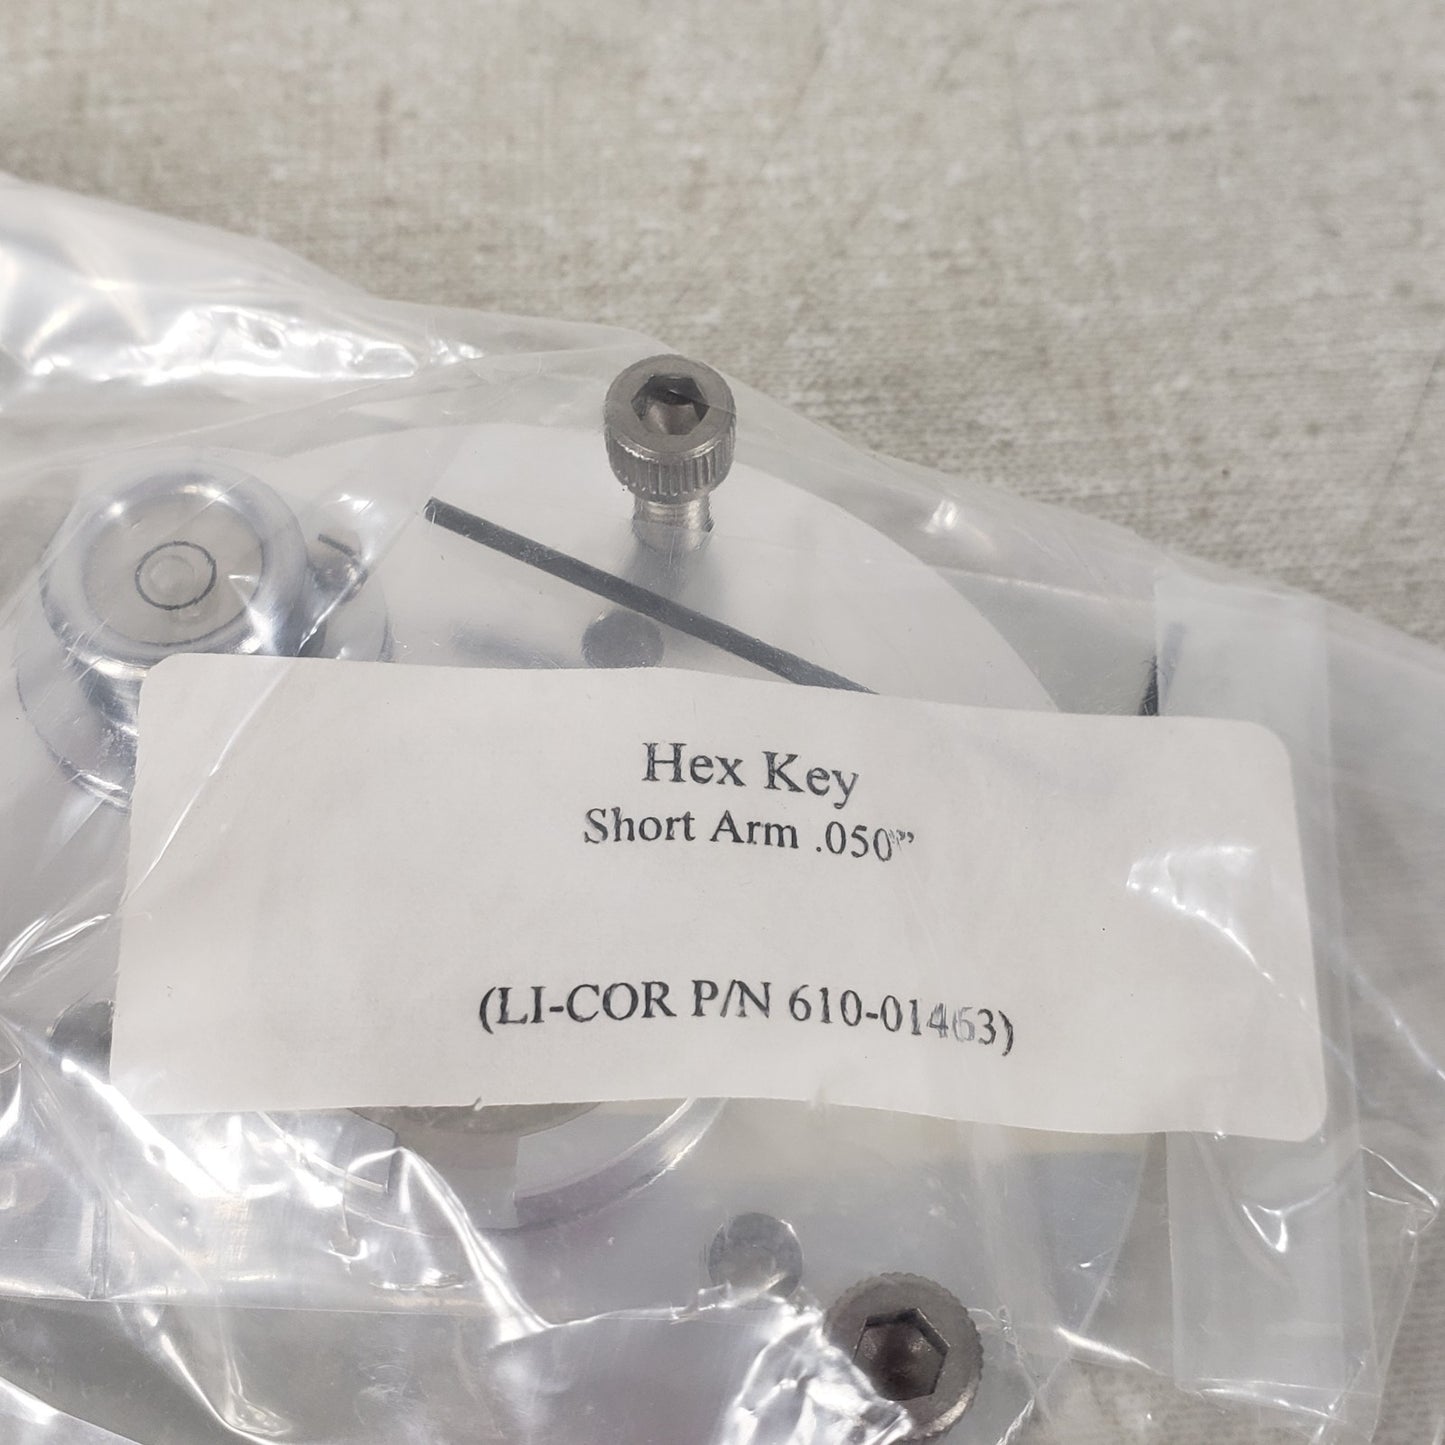 Hex Key
Short Arm .050”
(LI-COR P/N 610-01463)